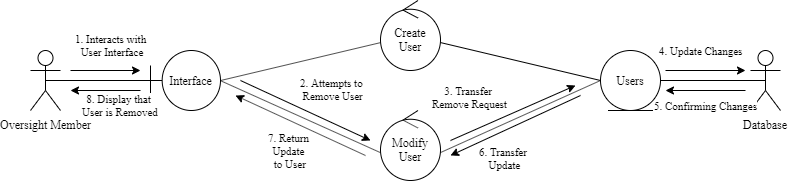 1. Interacts with
User Interface
Interface
8. Display that
User is Removed
Oversight Member
Create
User
2. Attempts to
Remove User
7. Return
Update
to User
Modify
User
3. Transfer
Remove Request
6. Transfer
Update
Users
4. Update Changes
5. Confirming Changes
Database